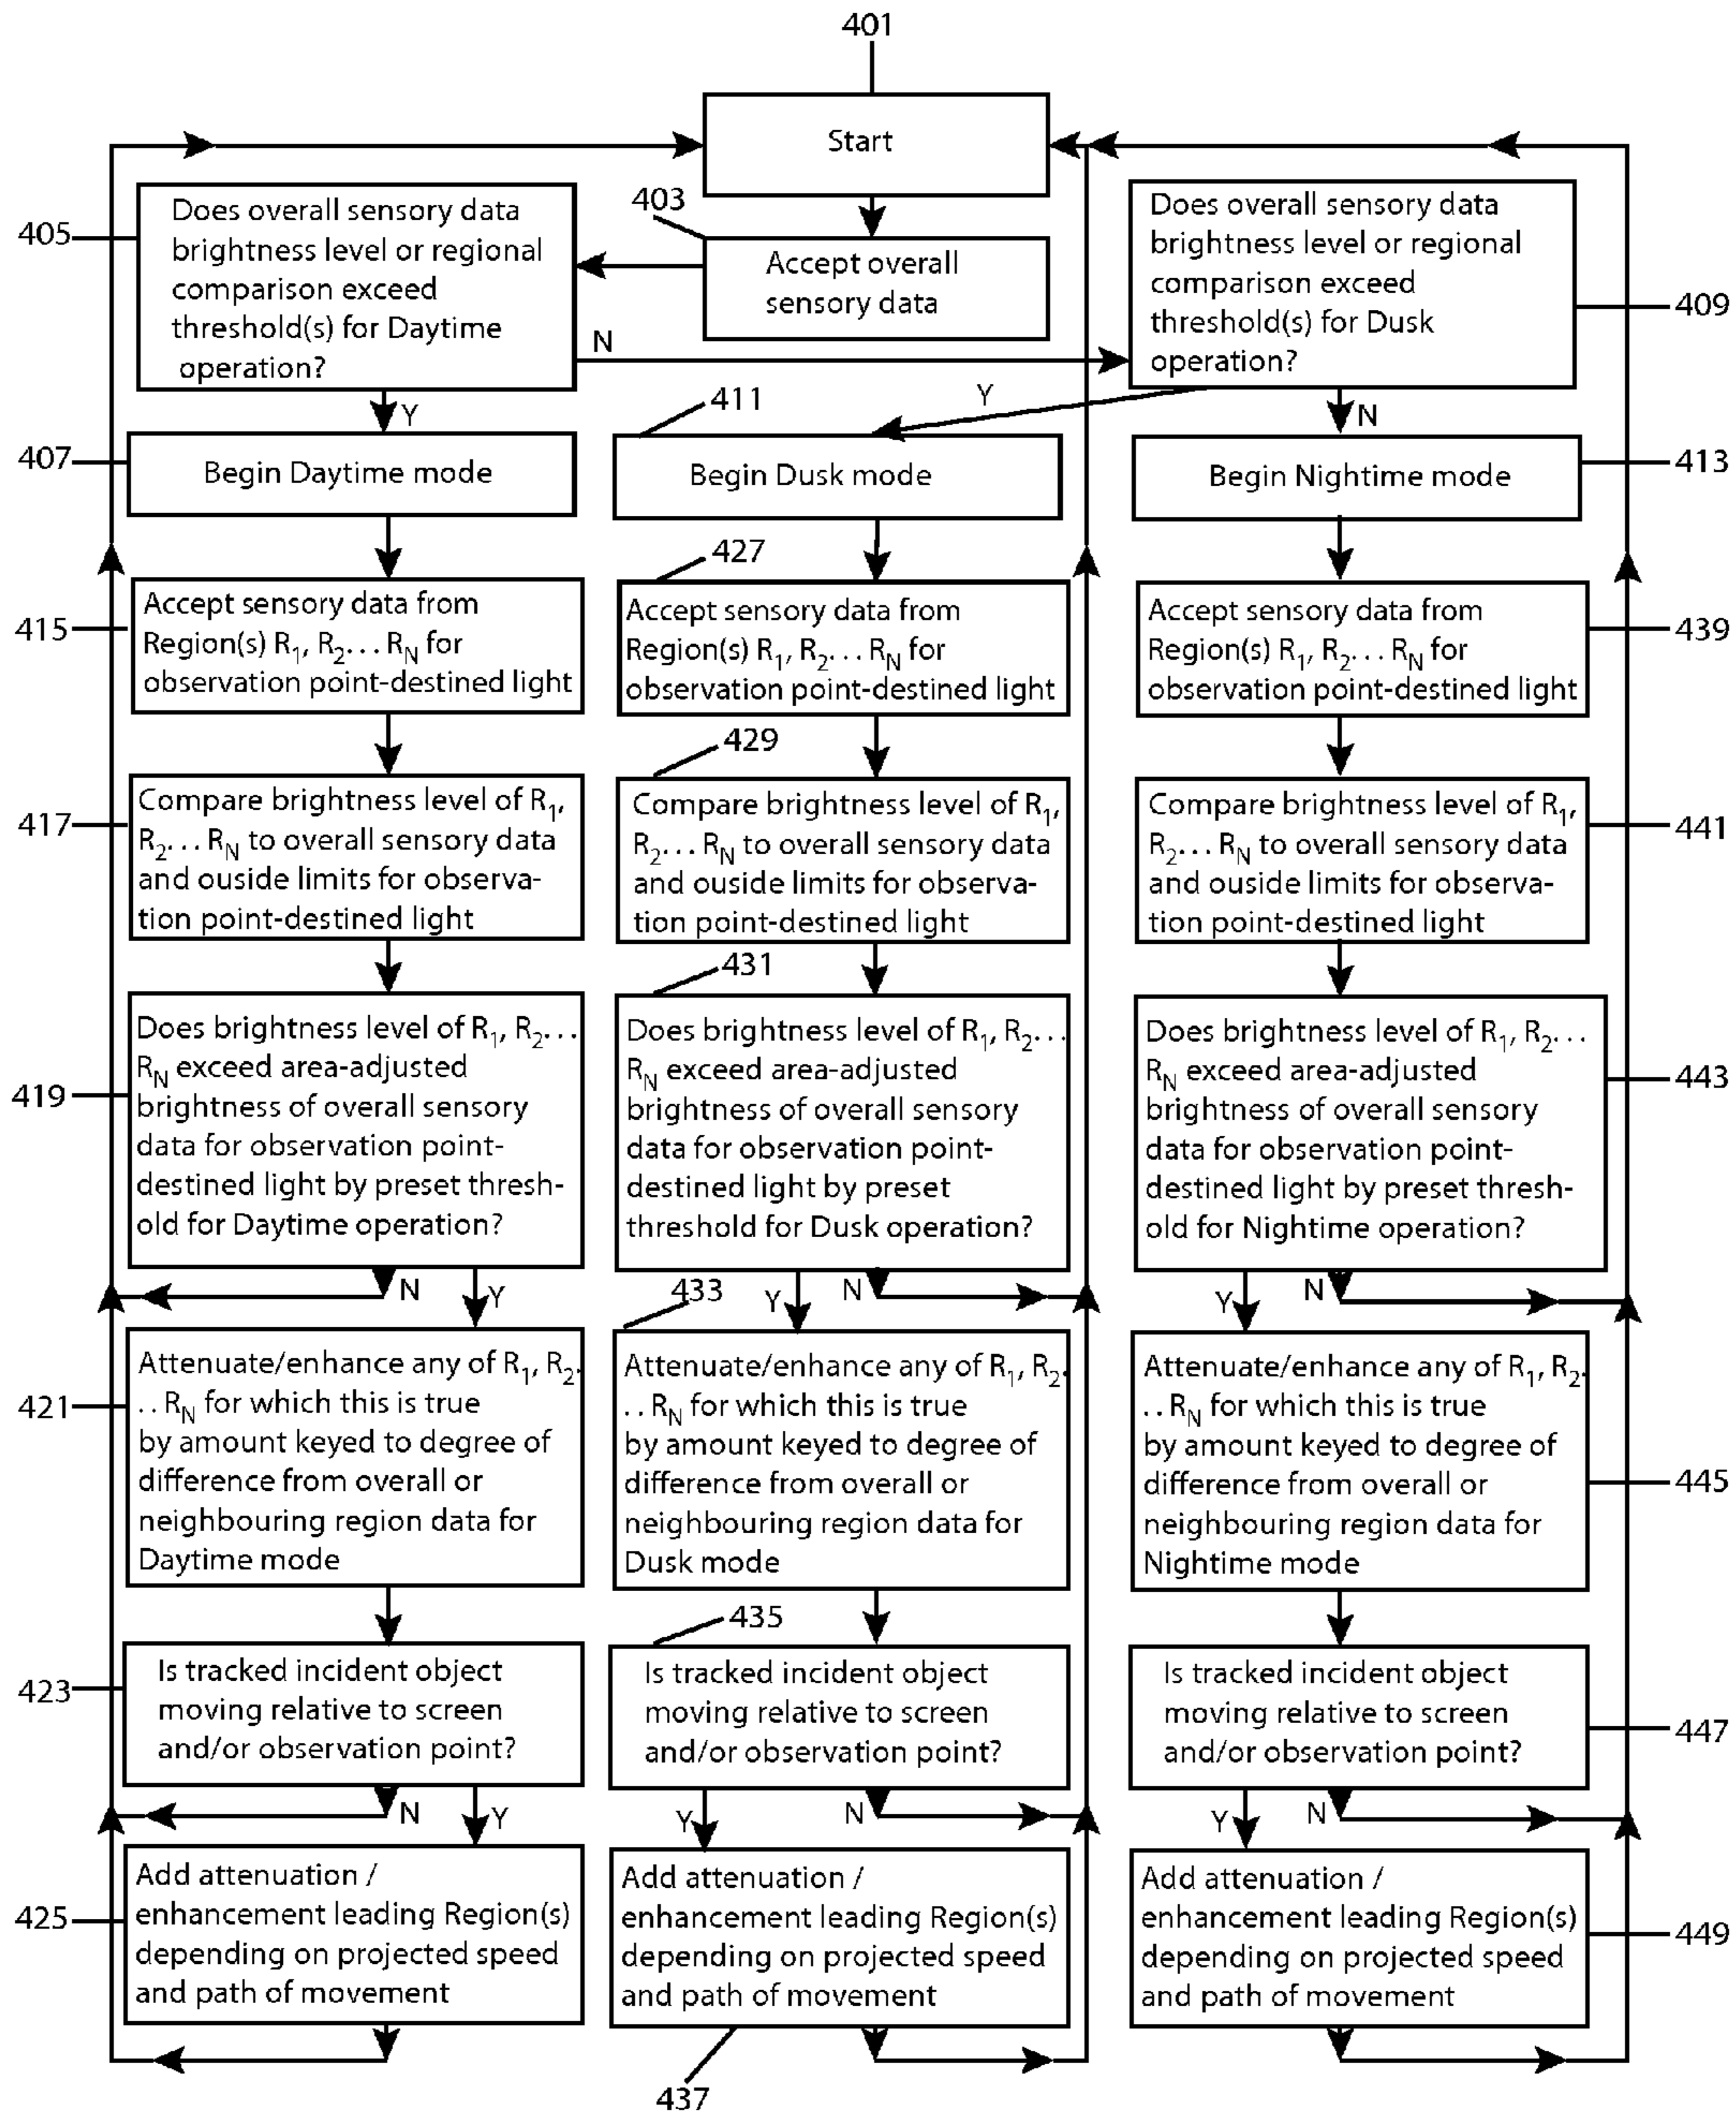 401
Start
403
Accept overall
sensory data
405
Does overall sensory data
brightness level or regional
comparison exceed
threshold(s) for Daytime
operation?
N
Y
Does overall sensory data
brightness level or regional
comparison exceed
threshold(s) for Dusk
operation?
409
Y
N
407
Begin Daytime mode
411
Begin Dusk mode
Begin Nightime mode
413
415
Accept sensory data from
Region(s) R₁, R₂... R_N for
observation point-destined light
417
Compare brightness level of R₁,
R₂... R_N to overall sensory data
and ouside limits for observa-
tion point-destined light
419
Does brightness level of R₁, R₂...
R_N exceed area-adjusted
brightness of overall sensory
data for observation point-
destined light by preset thresh-
old for Daytime operation?
N
Y
421
Attenuate/enhance any of R₁, R₂.
.. R_N for which this is true
by amount keyed to degree of
difference from overall or
neighbouring region data for
Daytime mode
423
Is tracked incident object
moving relative to screen
and/or observation point?
N
Y
425
Add attenuation /
enhancement leading Region(s)
depending on projected speed
and path of movement
427
Accept sensory data from
Region(s) R₁, R₂... R_N for
observation point-destined light
429
Compare brightness level of R₁,
R₂... R_N to overall sensory data
and ouside limits for observa-
tion point-destined light
431
Does brightness level of R₁, R₂...
R_N exceed area-adjusted
brightness of overall sensory
data for observation point-
destined light by preset
threshold for Dusk operation?
433
Y
N
Attenuate/enhance any of R₁, R₂.
.. R_N for which this is true
by amount keyed to degree of
difference from overall or
neighbouring region data for
Dusk mode
435
Is tracked incident object
moving relative to screen
and/or observation point?
Y
N
Add attenuation /
enhancement leading Region(s)
depending on projected speed
and path of movement
437
Accept sensory data from
Region(s) R₁, R₂... R_N for
observation point-destined light
439
Compare brightness level of R₁,
R₂... R_N to overall sensory data
and ouside limits for observa-
tion point-destined light
441
Does brightness level of R₁, R₂...
R_N exceed area-adjusted
brightness of overall sensory
data for observation point-
destined light by preset thresh-
old for Nightime operation?
443
Y
N
Attenuate/enhance any of R₁, R₂.
.. R_N for which this is true
by amount keyed to degree of
difference from overall or
neighbouring region data for
Nightime mode
445
Is tracked incident object
moving relative to screen
and/or observation point?
447
Y
N
Add attenuation /
enhancement leading Region(s)
depending on projected speed
and path of movement
449